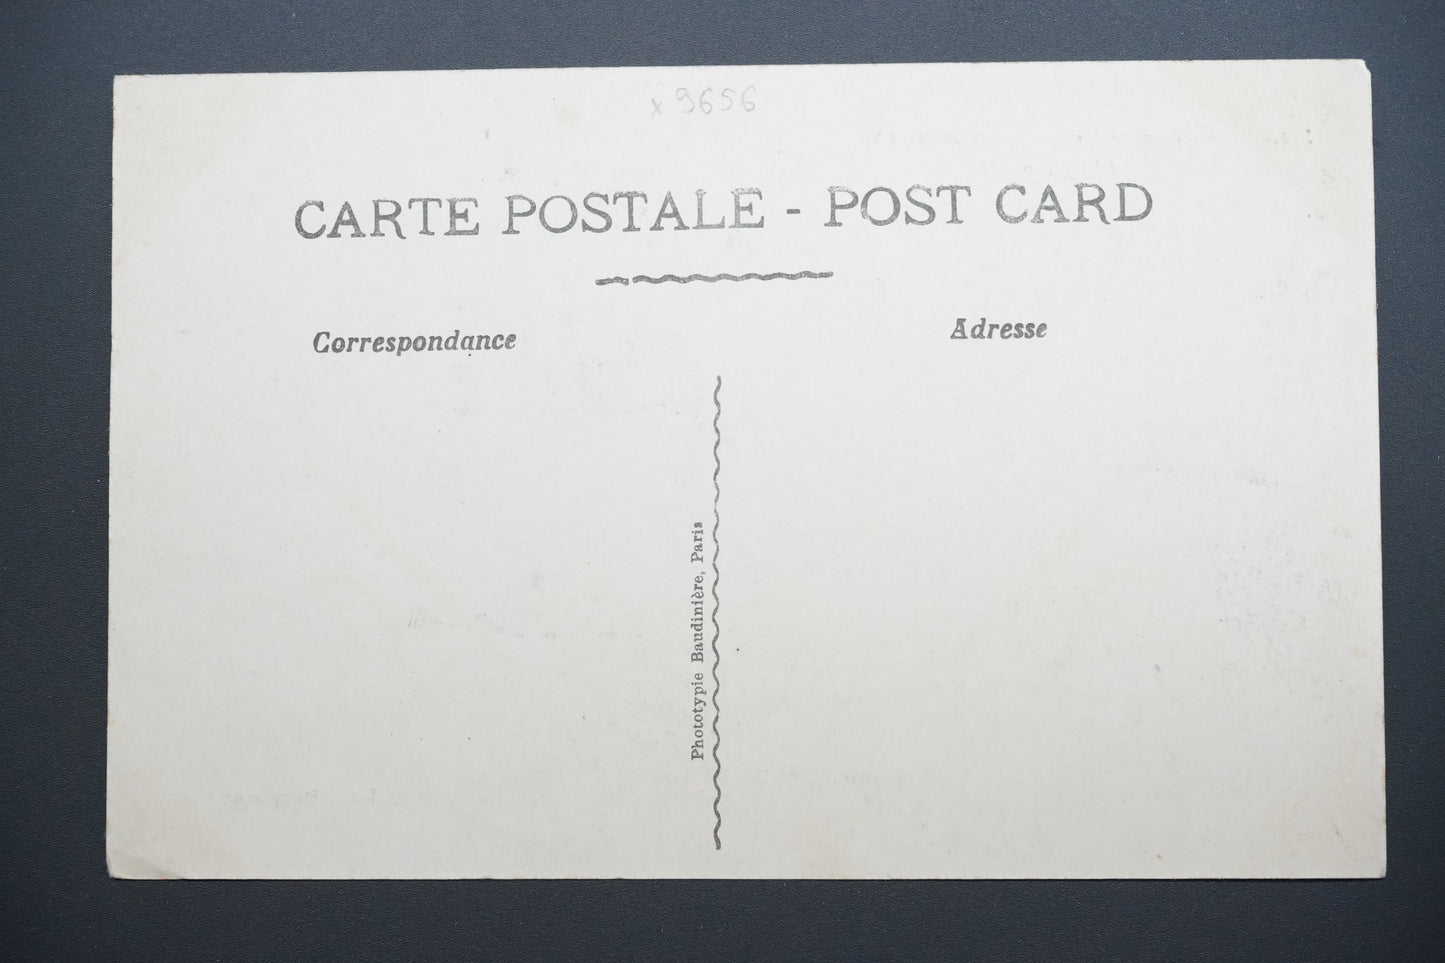 x 9656
CARTE POSTALE - POST CARD
Correspondance
Adresse
Phototypie Baudinière, Paris